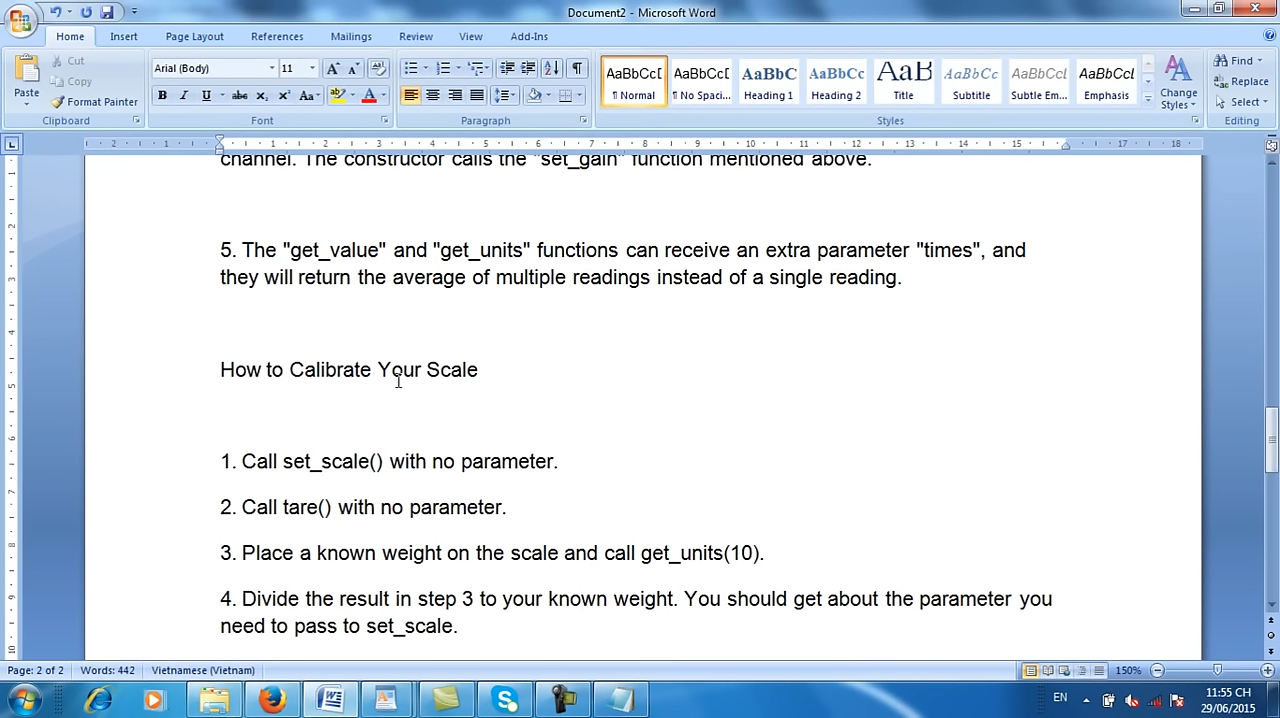 Document2 - Microsoft Word
Home Insert Page Layout References Mailings Review View Add-Ins
Cut
Copy
Paste
Format Painter
Clipboard
Arial (Body) 11
Font
Paragraph
AaBbCcD AaBbCcD AaBbC AaBbCc AaB AaBbCc AaBbCcl AaBbCcl
¶ Normal ¶ No Spaci... Heading 1 Heading 2 Title Subtitle Subtle Em... Emphasis
Change Styles
Styles
Find
Replace
Select
Editing
channel. The constructor calls the "set_gain" function mentioned above.
5. The "get_value" and "get_units" functions can receive an extra parameter "times", and
they will return the average of multiple readings instead of a single reading.
How to Calibrate Your Scale
1. Call set_scale() with no parameter.
2. Call tare() with no parameter.
3. Place a known weight on the scale and call get_units(10).
4. Divide the result in step 3 to your known weight. You should get about the parameter you
need to pass to set_scale.
Page: 2 of 2 Words: 442 Vietnamese (Vietnam) 150%
EN 11:55 CH
29/06/2015